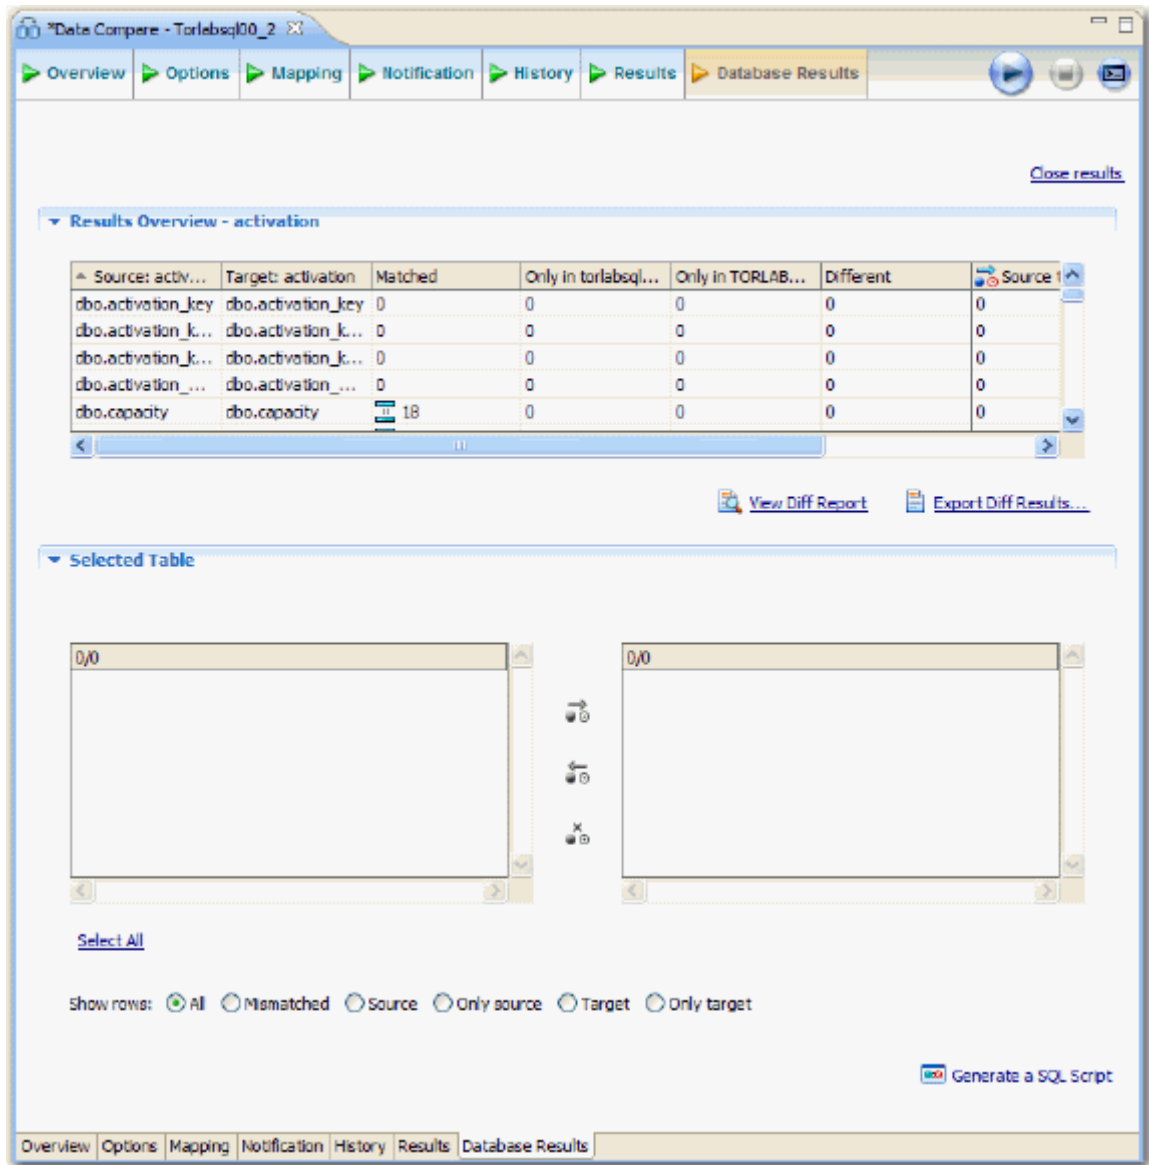 *Data Compare - Torlabsql00_2
Overview Options Mapping Notification History Results Database Results
Close results
Results Overview - activation
Source: activ... Target: activation Matched Only in torlabsql... Only in TORLAB... Different Source t
dbo.activation_key dbo.activation_key 0 0 0 0 0
dbo.activation_k... dbo.activation_k... 0 0 0 0 0
dbo.activation_k... dbo.activation_k... 0 0 0 0 0
dbo.activation_... dbo.activation_... 0 0 0 0 0
dbo.capacity dbo.capacity 18 0 0 0 0
View Diff Report Export Diff Results...
Selected Table
0/0 0/0
Select All
Show rows: All Mismatched Source Only source Target Only target
Generate a SQL Script
Overview Options Mapping Notification History Results Database Results